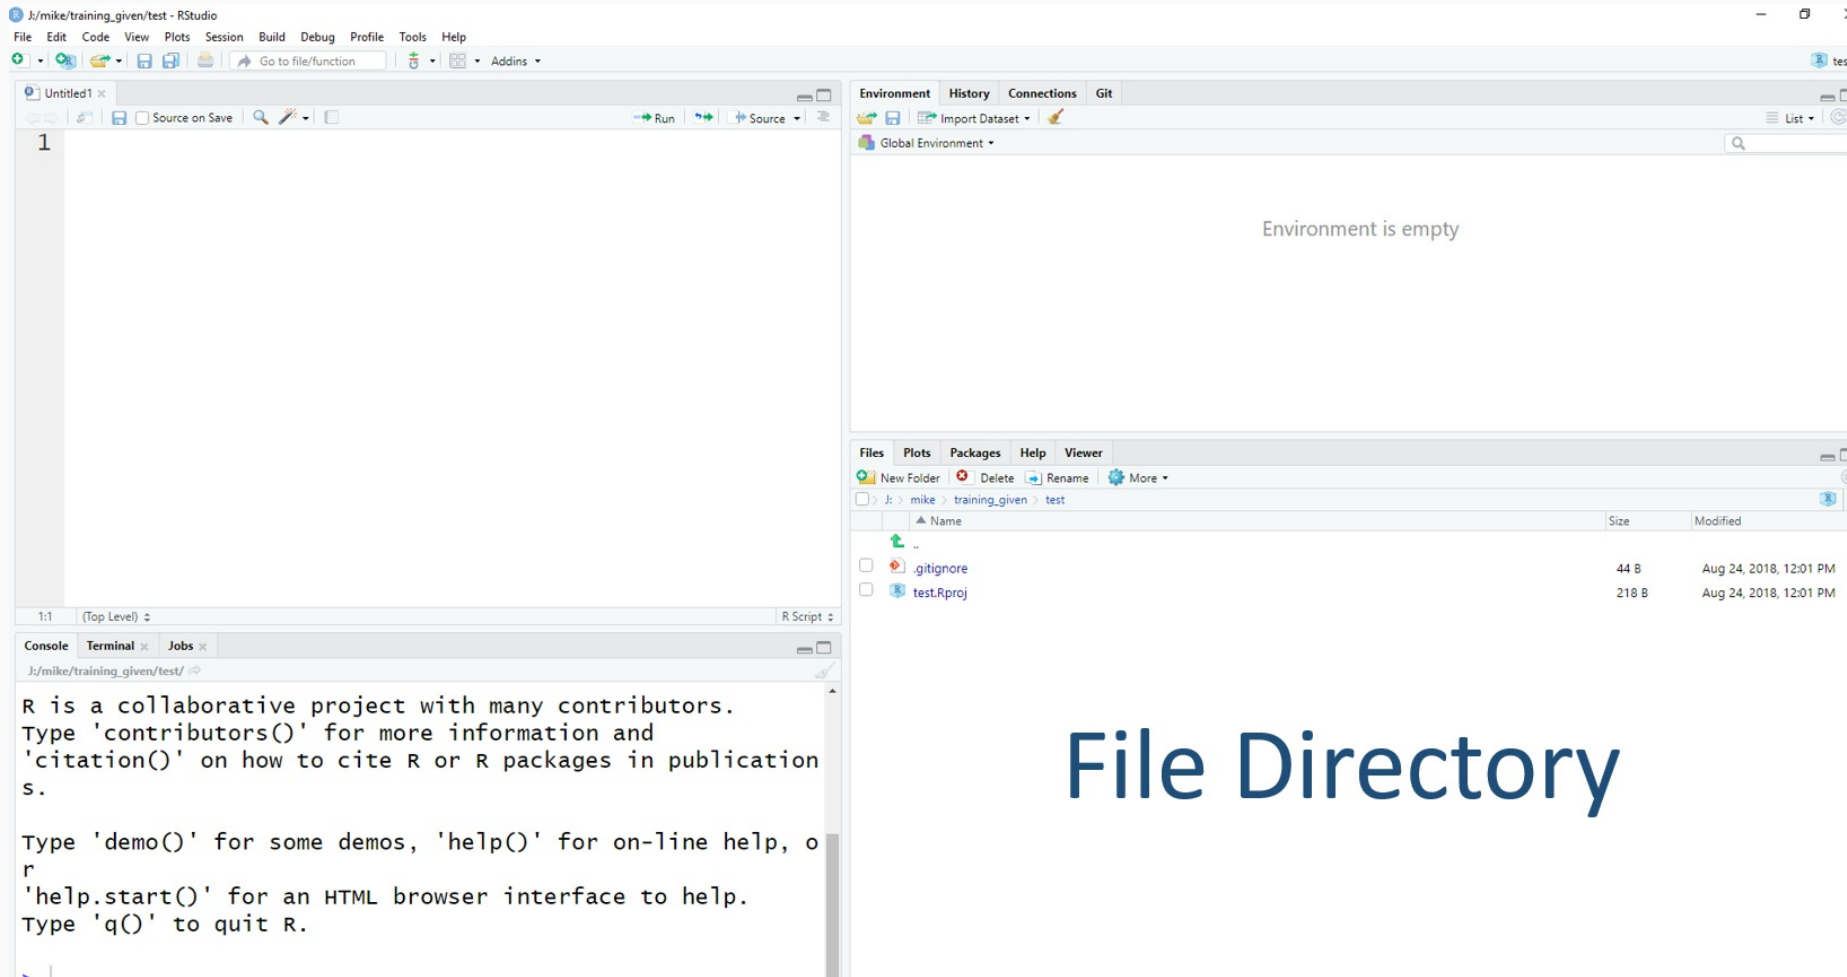 J:/mike/training_given/test - RStudio
File Edit Code View Plots Session Build Debug Profile Tools Help
Go to file/function Addins
Untitled1
Source on Save Run Source
1
1:1 (Top Level) R Script
Console Terminal Jobs
J:/mike/training_given/test/
R is a collaborative project with many contributors.
Type 'contributors()' for more information and
'citation()' on how to cite R or R packages in publication
s.
Type 'demo()' for some demos, 'help()' for on-line help, o
r
'help.start()' for an HTML browser interface to help.
Type 'q()' to quit R.
>
Environment History Connections Git
Import Dataset List
Global Environment
Environment is empty
Files Plots Packages Help Viewer
New Folder Delete Rename More
J: > mike > training_given > test
Name Size Modified
..
.gitignore 44 B Aug 24, 2018, 12:01 PM
test.Rproj 218 B Aug 24, 2018, 12:01 PM
File Directory